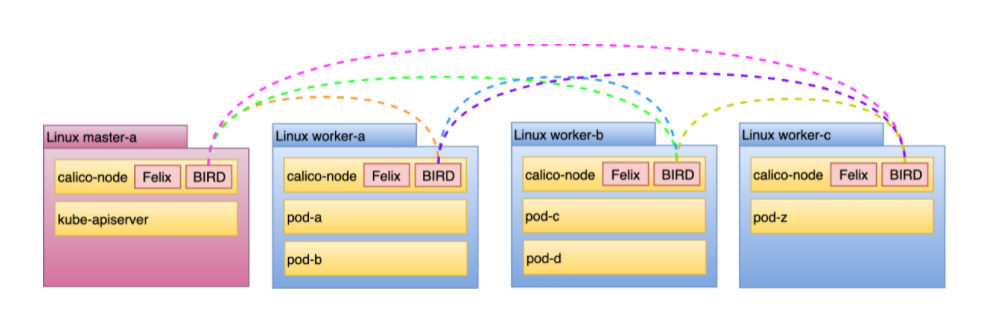 Linux master-a
calico-node Felix BIRD
kube-apiserver
Linux worker-a
calico-node Felix BIRD
pod-a
pod-b
Linux worker-b
calico-node Felix BIRD
pod-c
pod-d
Linux worker-c
calico-node Felix BIRD
pod-z